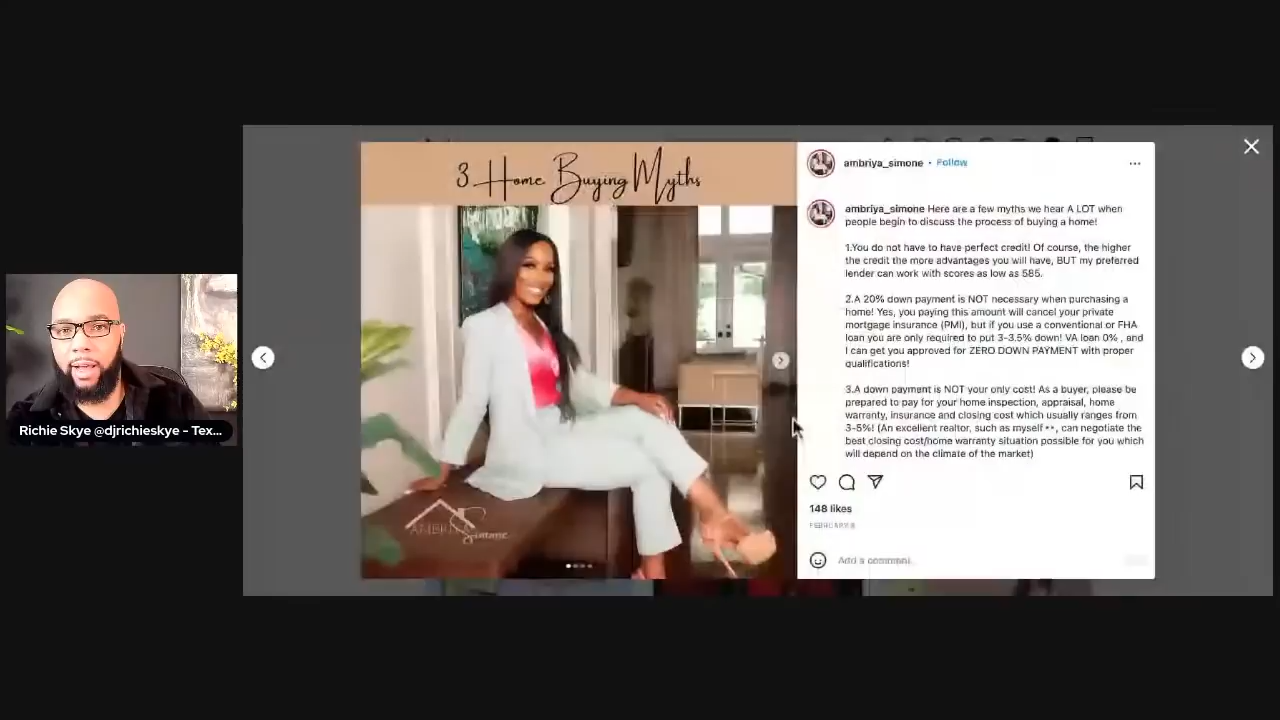 3 Home Buying Myths
ambriya_simone • Follow
ambriya_simone Here are a few myths we hear A LOT when
people begin to discuss the process of buying a home!
1.You do not have to have perfect credit! Of course, the higher
the credit the more advantages you will have, BUT my preferred
lender can work with scores as low as 585.
2.A 20% down payment is NOT necessary when purchasing a
home! Yes, you paying this amount will cancel your private
mortgage insurance (PMI), but if you use a conventional or FHA
loan you are only required to put 3-3.5% down! VA loan 0% , and
I can get you approved for ZERO DOWN PAYMENT with proper
qualifications!
3.A down payment is NOT your only cost! As a buyer, please be
prepared to pay for your home inspection, appraisal, home
warranty, insurance and closing cost which usually ranges from
3-5%! (An excellent realtor, such as myself 👀, can negotiate the
best closing cost/home warranty situation possible for you which
will depend on the climate of the market)
148 likes
FEBRUARY 8
Add a comment...
AMBRIYA
Simone
Richie Skye @djrichieskye - Tex...